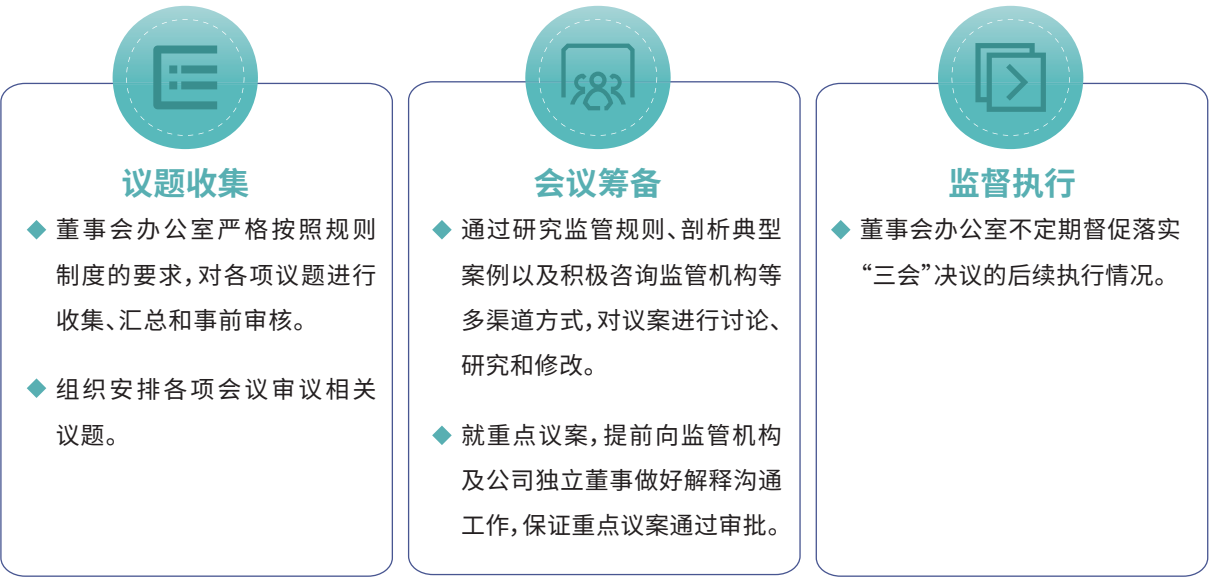 议题收集
◆ 董事会办公室严格按照规则
制度的要求，对各项议题进行
收集、汇总和事前审核。
◆ 组织安排各项会议审议相关
议题。
会议筹备
◆ 通过研究监管规则、剖析典型
案例以及积极咨询监管机构等
多渠道方式，对议案进行讨论、
研究和修改。
◆ 就重点议案，提前向监管机构
及公司独立董事做好解释沟通
工作，保证重点议案通过审批。
监督执行
◆ 董事会办公室不定期督促落实
“三会”决议的后续执行情况。